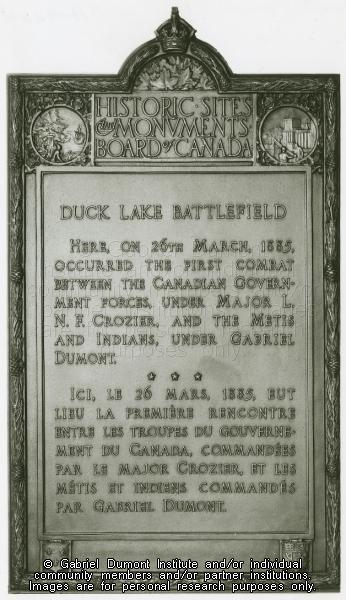 HISTORIC·SITES
and MONVMENTS
BOARD of CANADA
DUCK LAKE BATTLEFIELD
HERE, ON 26TH MARCH, 1885,
OCCURRED THE FIRST COMBAT
BETWEEN THE CANADIAN GOVERN-
MENT FORCES, UNDER MAJOR L.
N. F. CROZIER, AND THE METIS
AND INDIANS, UNDER GABRIEL
DUMONT.
ICI, LE 26 MARS, 1885, EUT
LIEU LA PREMIÈRE RENCONTRE
ENTRE LES TROUPES DU GOUVERNE-
MENT DU CANADA, COMMANDÉES
PAR LE MAJOR CROZIER, ET LES
MÉTIS ET INDIENS COMMANDÉS
PAR GABRIEL DUMONT.
© Gabriel Dumont Institute and/or individual
community members and/or partner institutions.
Images are for personal research purposes only.